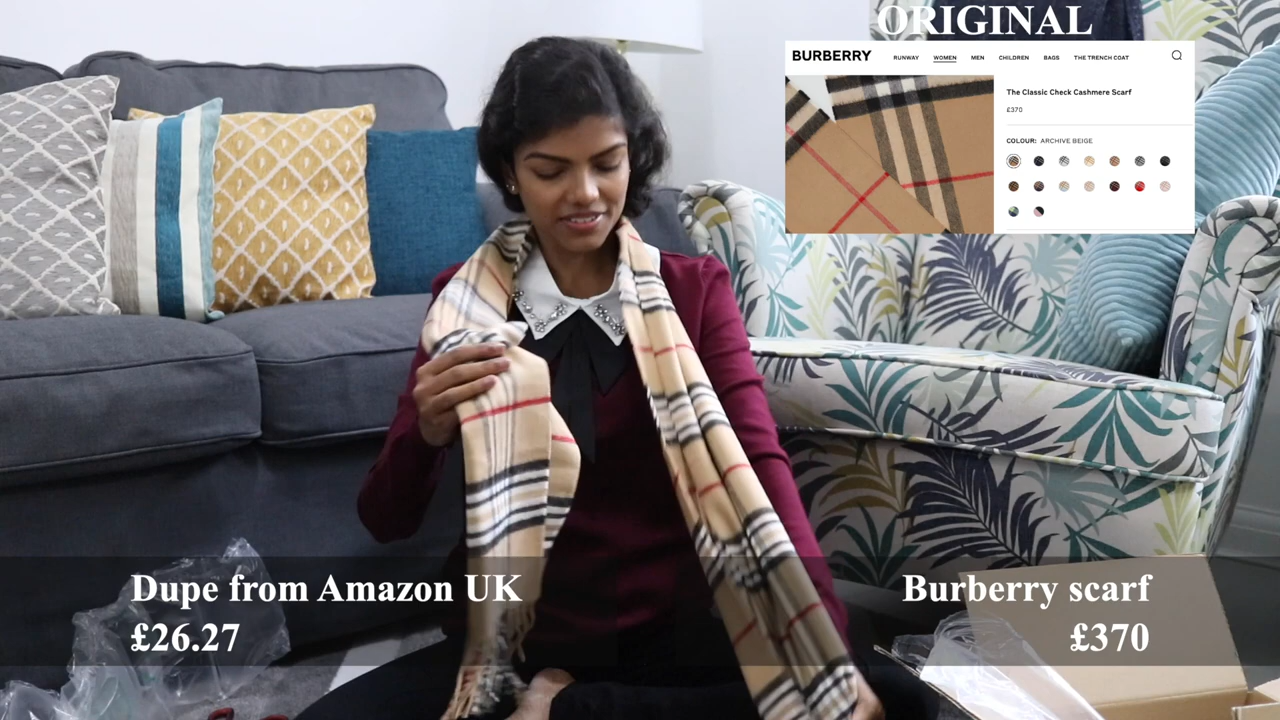 ORIGINAL
BURBERRY RUNWAY WOMEN MEN CHILDREN BAGS THE TRENCH COAT
The Classic Check Cashmere Scarf
£370
COLOUR: ARCHIVE BEIGE
Dupe from Amazon UK
£26.27
Burberry scarf
£370